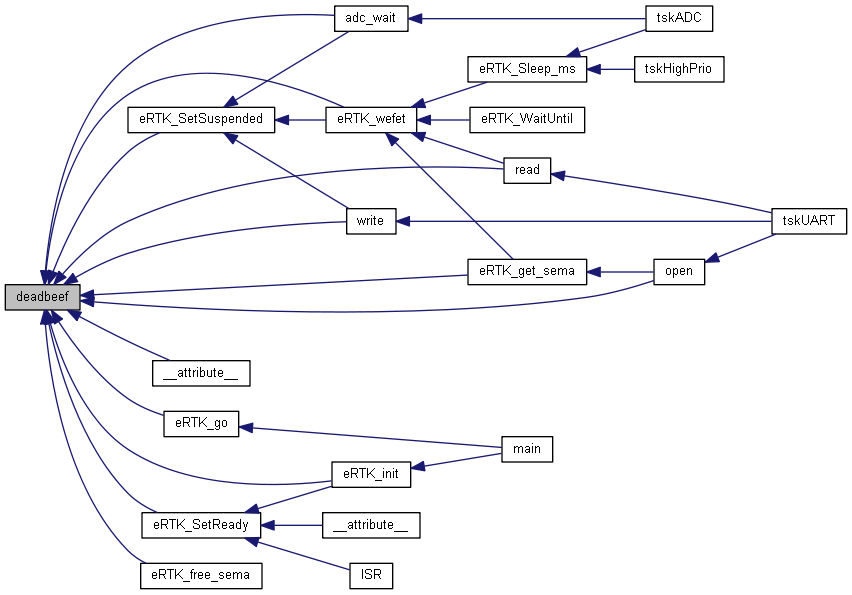 adc_wait
tskADC
eRTK_Sleep_ms
tskHighPrio
eRTK_SetSuspended
eRTK_wefet
eRTK_WaitUntil
read
write
tskUART
eRTK_get_sema
open
deadbeef
__attribute__
eRTK_go
main
eRTK_init
eRTK_SetReady
__attribute__
eRTK_free_sema
ISR